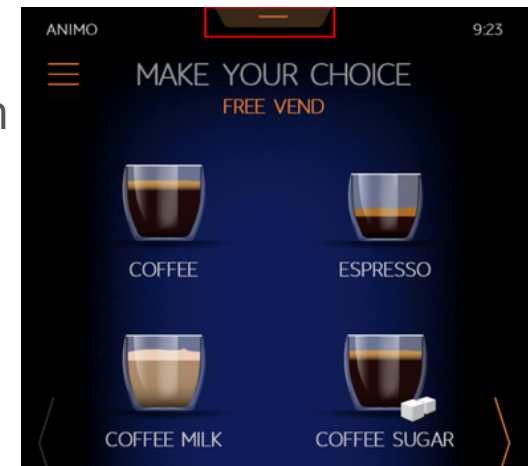 ANIMO 9:23
MAKE YOUR CHOICE
FREE VEND
COFFEE ESPRESSO
COFFEE MILK COFFEE SUGAR